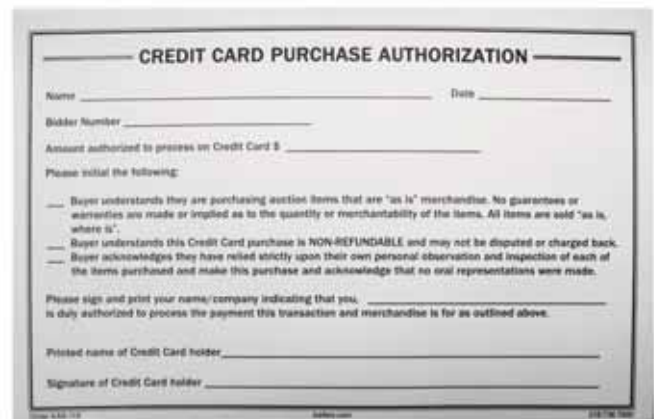 CREDIT CARD PURCHASE AUTHORIZATION
Name Date
Bidder Number
Amount authorized to process on Credit Card $
Please initial the following:
Buyer understands they are purchasing auction items that are "as is" merchandise. No guarantees or
warranties are made or implied as to the quantity or merchantability of the items. All items are sold "as is,
where is".
Buyer understands this Credit Card purchase is NON-REFUNDABLE and may not be disputed or charged back.
Buyer acknowledges they have relied strictly upon their own personal observation and inspection of each of
the items purchased and make this purchase and acknowledge that no oral representations were made.
Please sign and print your name/company indicating that you,
is duly authorized to process the payment this transaction and merchandise is for as outlined above.
Printed name of Credit Card holder
Signature of Credit Card holder